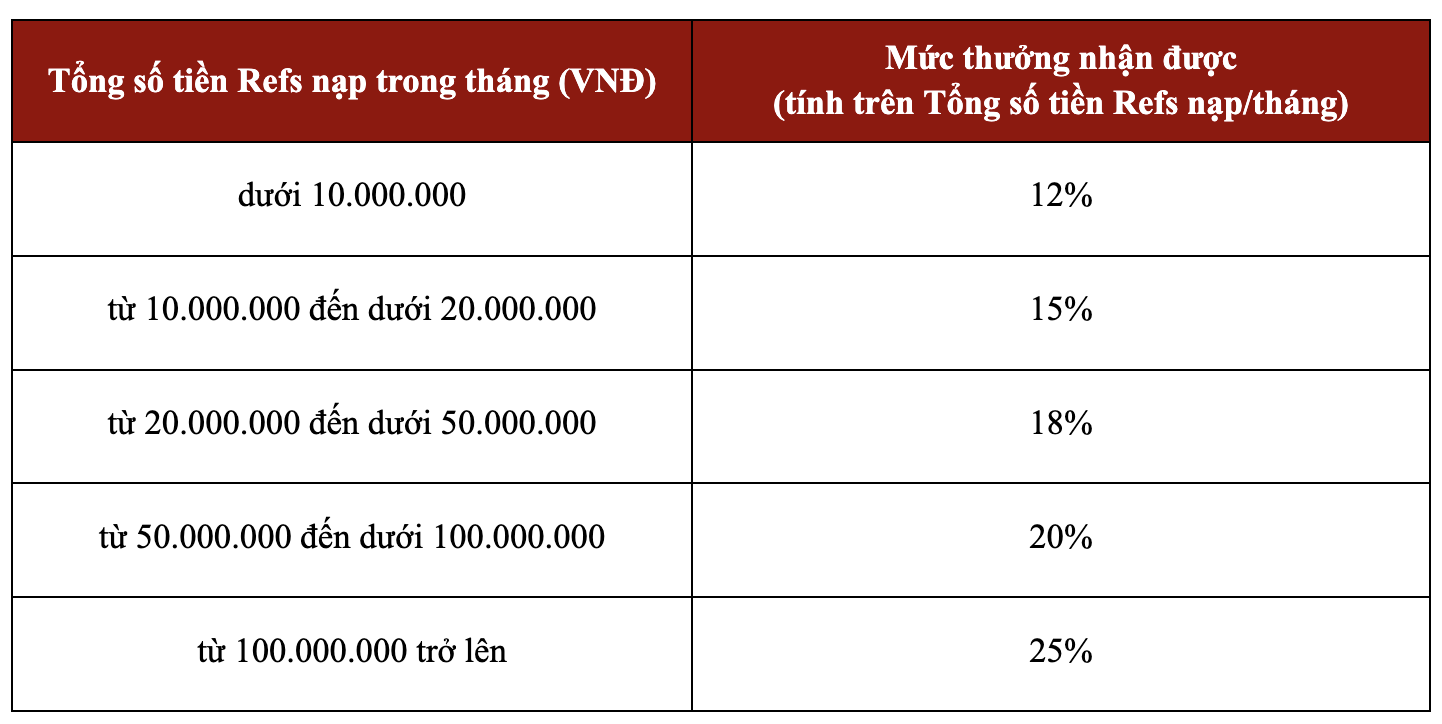 Tổng số tiền Refs nạp trong tháng (VNĐ)
Mức thưởng nhận được
(tính trên Tổng số tiền Refs nạp/tháng)
dưới 10.000.000
12%
từ 10.000.000 đến dưới 20.000.000
15%
từ 20.000.000 đến dưới 50.000.000
18%
từ 50.000.000 đến dưới 100.000.000
20%
từ 100.000.000 trở lên
25%